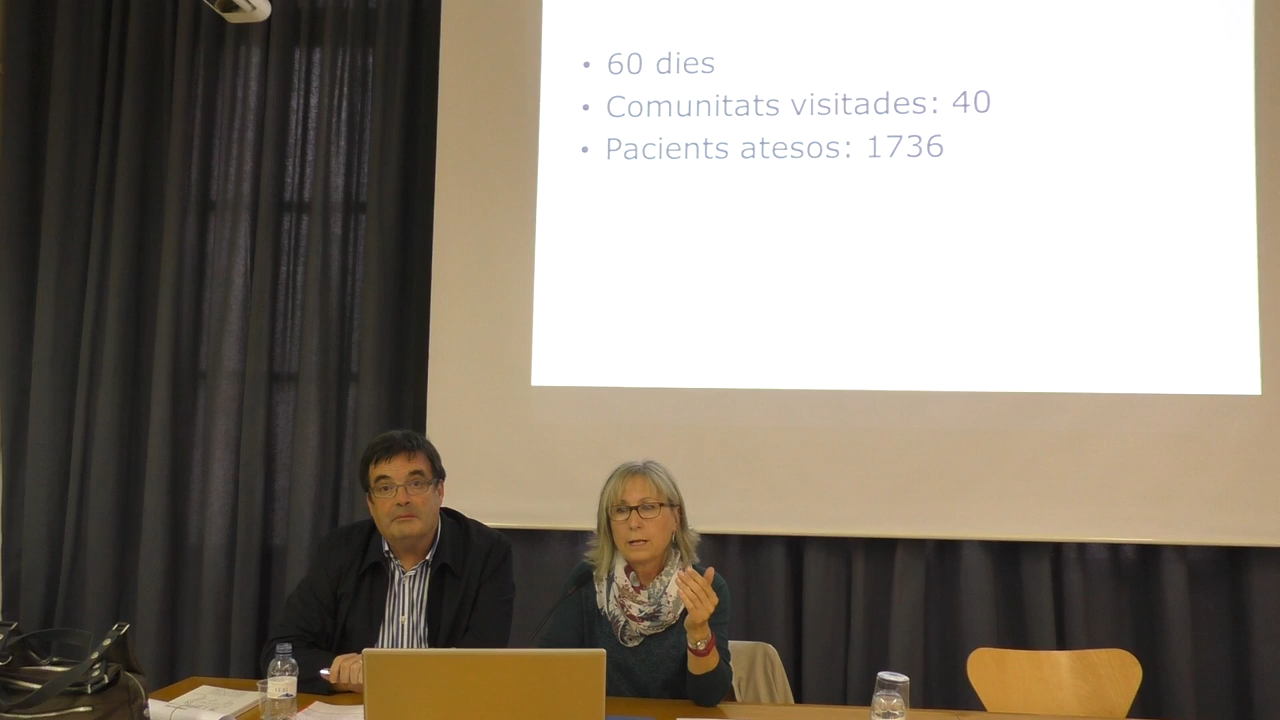 • 60 dies
• Comunitats visitades: 40
• Pacients atesos: 1736